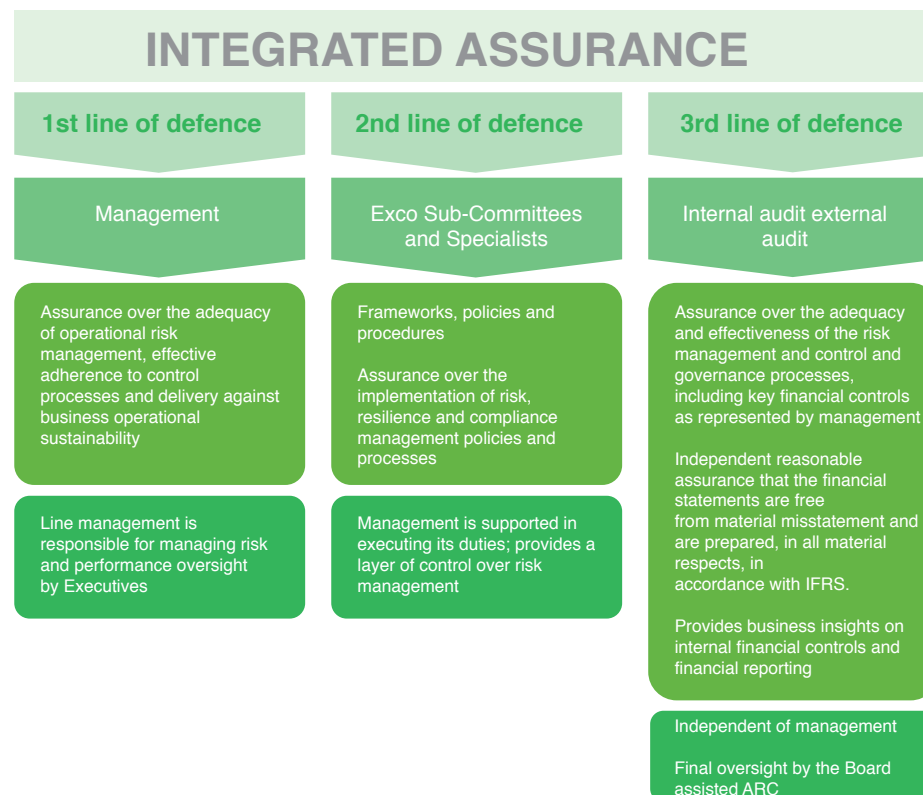 INTEGRATED ASSURANCE
1st line of defence
Management
Assurance over the adequacy
of operational risk
management, effective
adherence to control
processes and delivery against
business operational
sustainability
Line management is
responsible for managing risk
and performance oversight
by Executives
2nd line of defence
Exco Sub-Committees
and Specialists
Frameworks, policies and
procedures
Assurance over the
implementation of risk,
resilience and compliance
management policies and
processes
Management is supported in
executing its duties; provides a
layer of control over risk
management
3rd line of defence
Internal audit external
audit
Assurance over the adequacy
and effectiveness of the risk
management and control and
governance processes,
including key financial controls
as represented by management
Independent reasonable
assurance that the financial
statements are free
from material misstatement and
are prepared, in all material
respects, in
accordance with IFRS.
Provides business insights on
internal financial controls and
financial reporting
Independent of management
Final oversight by the Board
assisted ARC